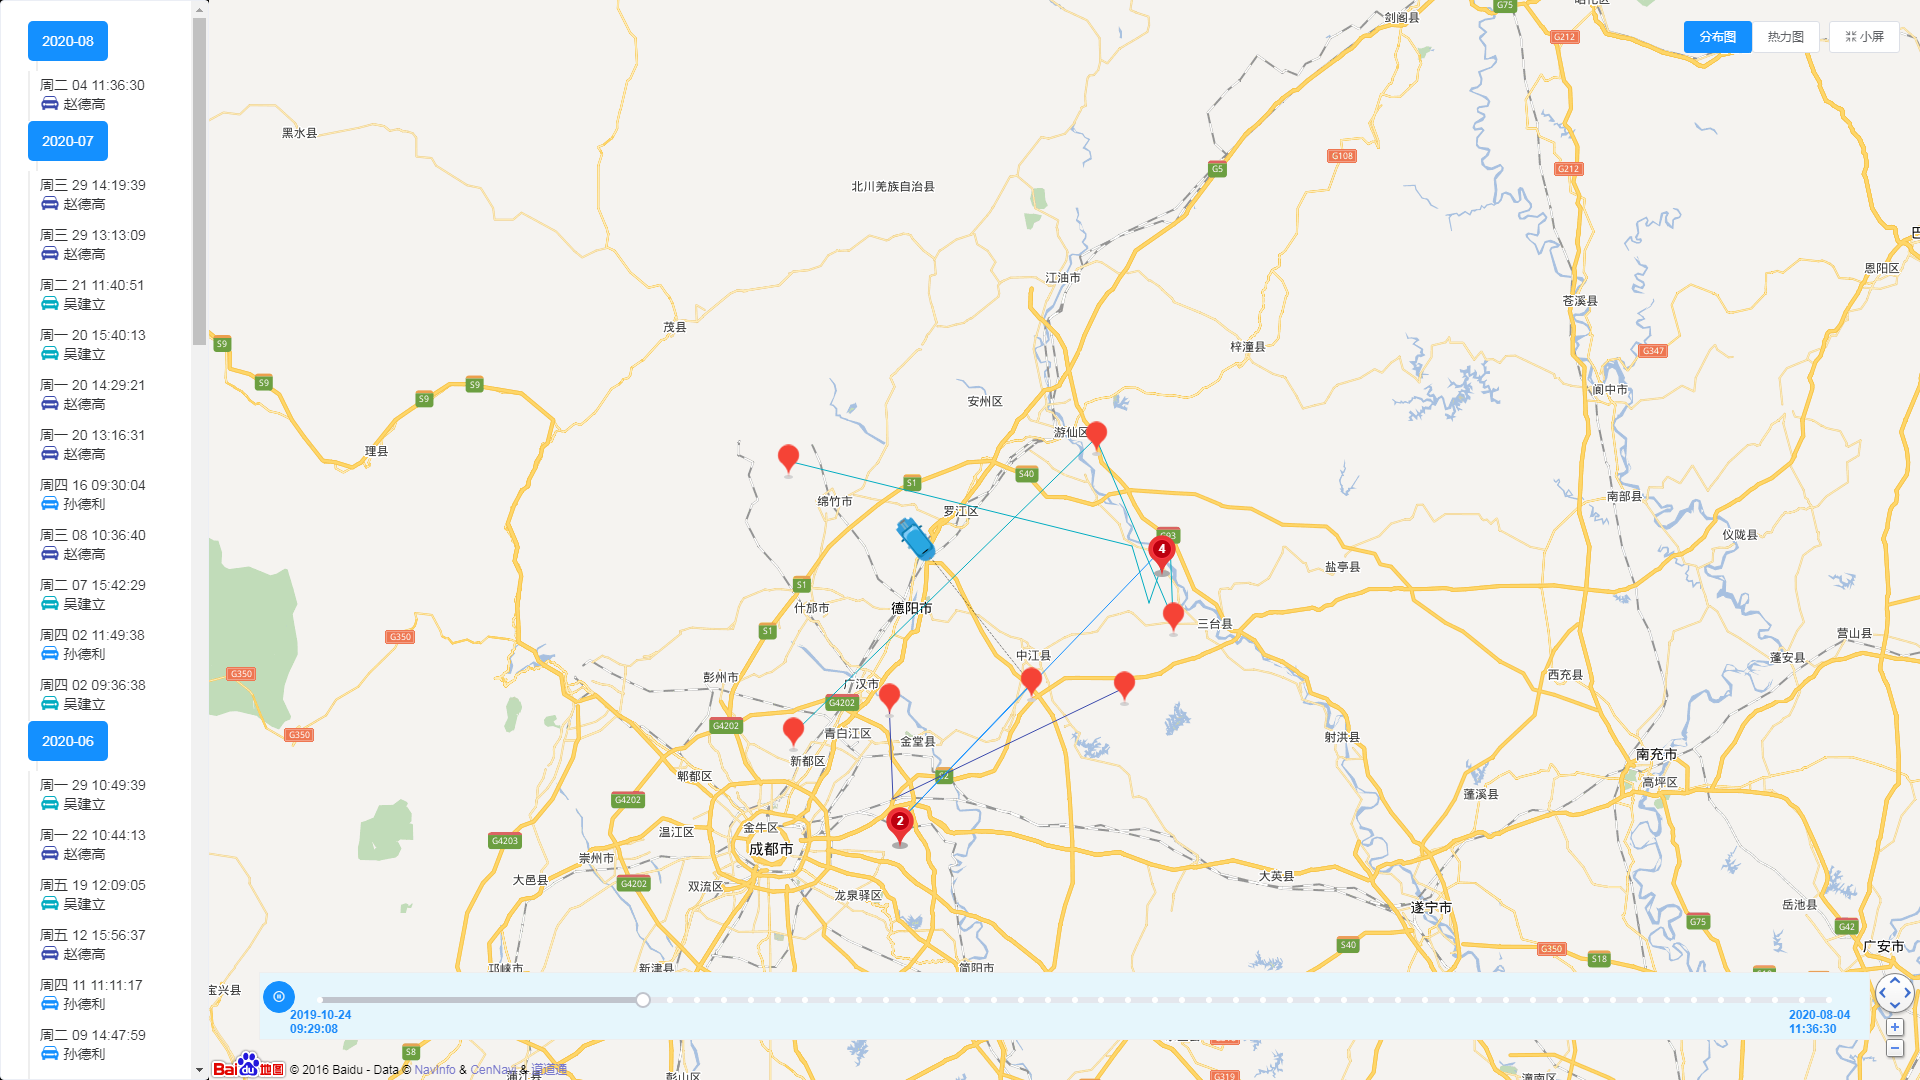 2020-08
周二 04 11:36:30
赵德高
2020-07
周三 29 14:19:39
赵德高
周三 29 13:13:09
赵德高
周二 21 11:40:51
吴建立
周一 20 15:40:13
吴建立
周一 20 14:29:21
赵德高
周一 20 13:16:31
赵德高
周四 16 09:30:04
孙德利
周三 08 10:36:40
赵德高
周二 07 15:42:29
吴建立
周四 02 11:49:38
孙德利
周四 02 09:36:38
吴建立
2020-06
周一 29 10:49:39
吴建立
周一 22 10:44:13
赵德高
周五 19 12:09:05
吴建立
周五 12 15:56:37
赵德高
周四 11 11:11:17
孙德利
周二 09 14:47:59
孙德利
分布图
热力图
小屏
G75
剑阁县
G212
黑水县
G108
G5
G212
北川羌族自治县
恩阳区
江油市
苍溪县
茂县
S9
梓潼县
G347
S9
S9
S9
阆中市
安州区
游仙区
理县
S40
S1
绵竹市
南部县
罗江区
仪陇县
4
盐亭县
S1
什邡市
德阳市
三台县
S1
G350
营山县
中江县
蓬安县
G350
彭州市
广汉市
西充县
G4202
G4202
G350
青白江区
金堂县
射洪县
新都区
南充市
郫都区
高坪区
G4202
蓬溪县
2
金牛区
温江区
G4203
成都市
崇州市
大邑县
G4202
双流区
龙泉驿区
大英县
遂宁市
岳池县
G75
G42
S40
G350
S18
广安市
邛崃市
新津县
简阳市
宝兴县
2019-10-24
09:29:08
2020-08-04
11:36:30
S8
Bai du 地图
© 2016 Baidu - Data © NavInfo & CenNavi & 道道通
蒲江县
彭山区
G319
潼南区